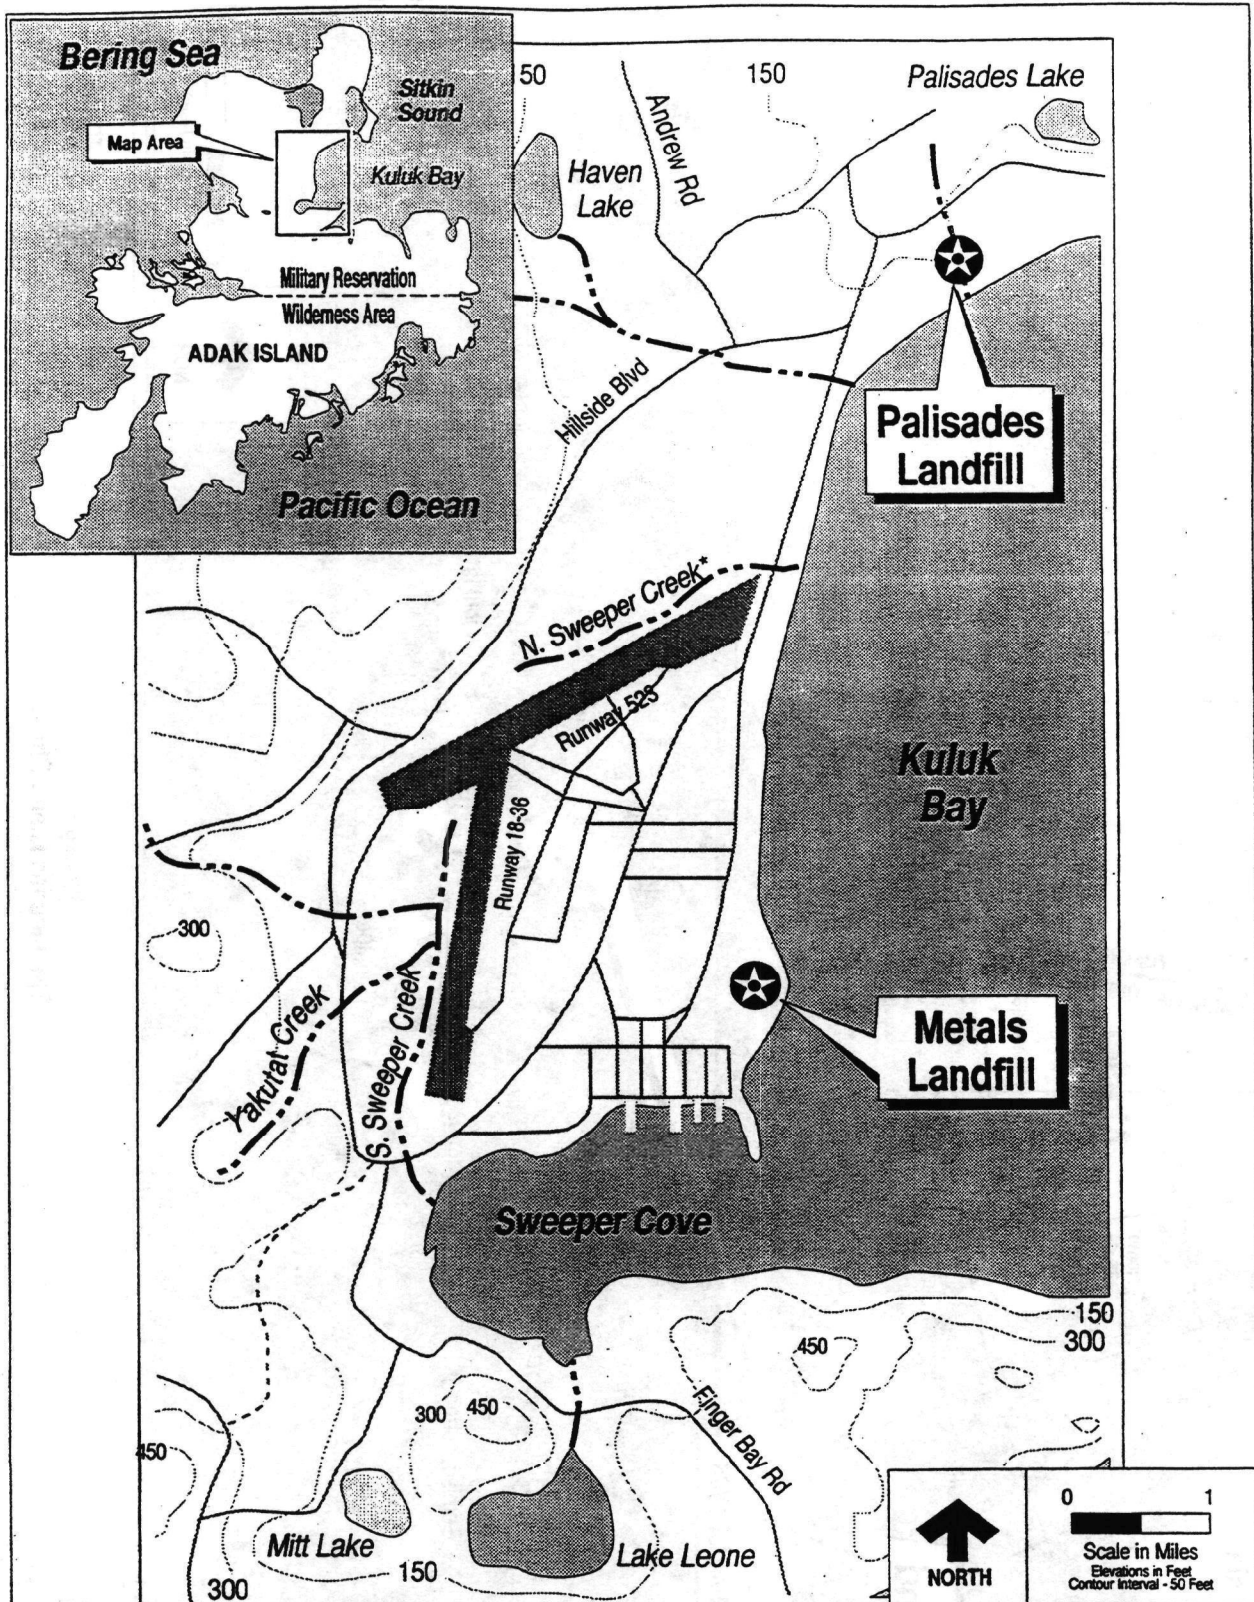 Bering Sea
Sitkin
Sound
Map Area
Kuluk Bay
Military Reservation
Wilderness Area
ADAK ISLAND
Pacific Ocean
50
150
Palisades Lake
Andrew Rd
Haven
Lake
Hillside Blvd
Palisades
Landfill
N. Sweeper Creek*
Runway 523
Kuluk
Bay
Runway 18-36
300
Yakutat Creek
S. Sweeper Creek
Metals
Landfill
Sweeper Cove
150
300
450
300
450
450
Finger Bay Rd
Mitt Lake
Lake Leone
150
300
NORTH
0 1
Scale in Miles
Elevations in Feet
Contour Interval - 50 Feet